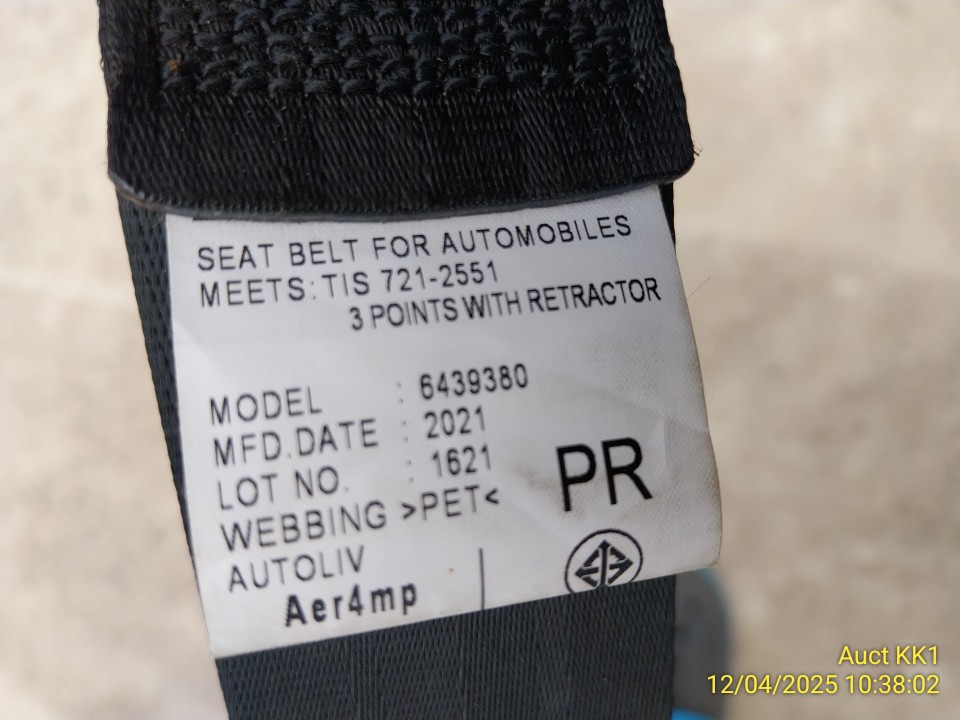 SEAT BELT FOR AUTOMOBILES
MEETS: TIS 721-2551
3 POINTS WITH RETRACTOR
MODEL : 6439380
MFD.DATE : 2021
LOT NO. : 1621
WEBBING >PET<
AUTOLIV
PR
Aer4mp
Auct KK1
12/04/2025 10:38:02